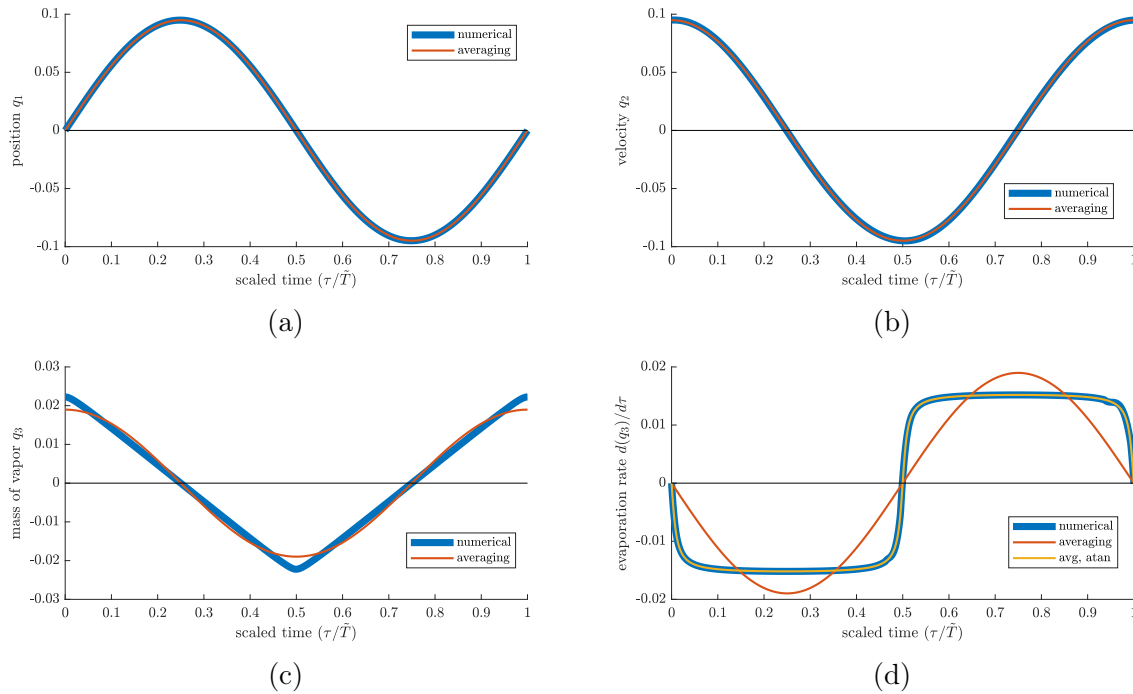 0.1
0.05
0
-0.05
-0.1
position q1
numerical
averaging
0 0.1 0.2 0.3 0.4 0.5 0.6 0.7 0.8 0.9 1
scaled time (τ/T̃)
(a)
0.1
0.05
0
-0.05
-0.1
velocity q2
numerical
averaging
0 0.1 0.2 0.3 0.4 0.5 0.6 0.7 0.8 0.9 1
scaled time (τ/T̃)
(b)
0.03
0.02
0.01
0
-0.01
-0.02
-0.03
mass of vapor q3
numerical
averaging
0 0.1 0.2 0.3 0.4 0.5 0.6 0.7 0.8 0.9 1
scaled time (τ/T̃)
(c)
0.02
0.01
0
-0.01
-0.02
evaporation rate d(q3)/dτ
numerical
averaging
avg, atan
0 0.1 0.2 0.3 0.4 0.5 0.6 0.7 0.8 0.9 1
scaled time (τ/T̃)
(d)